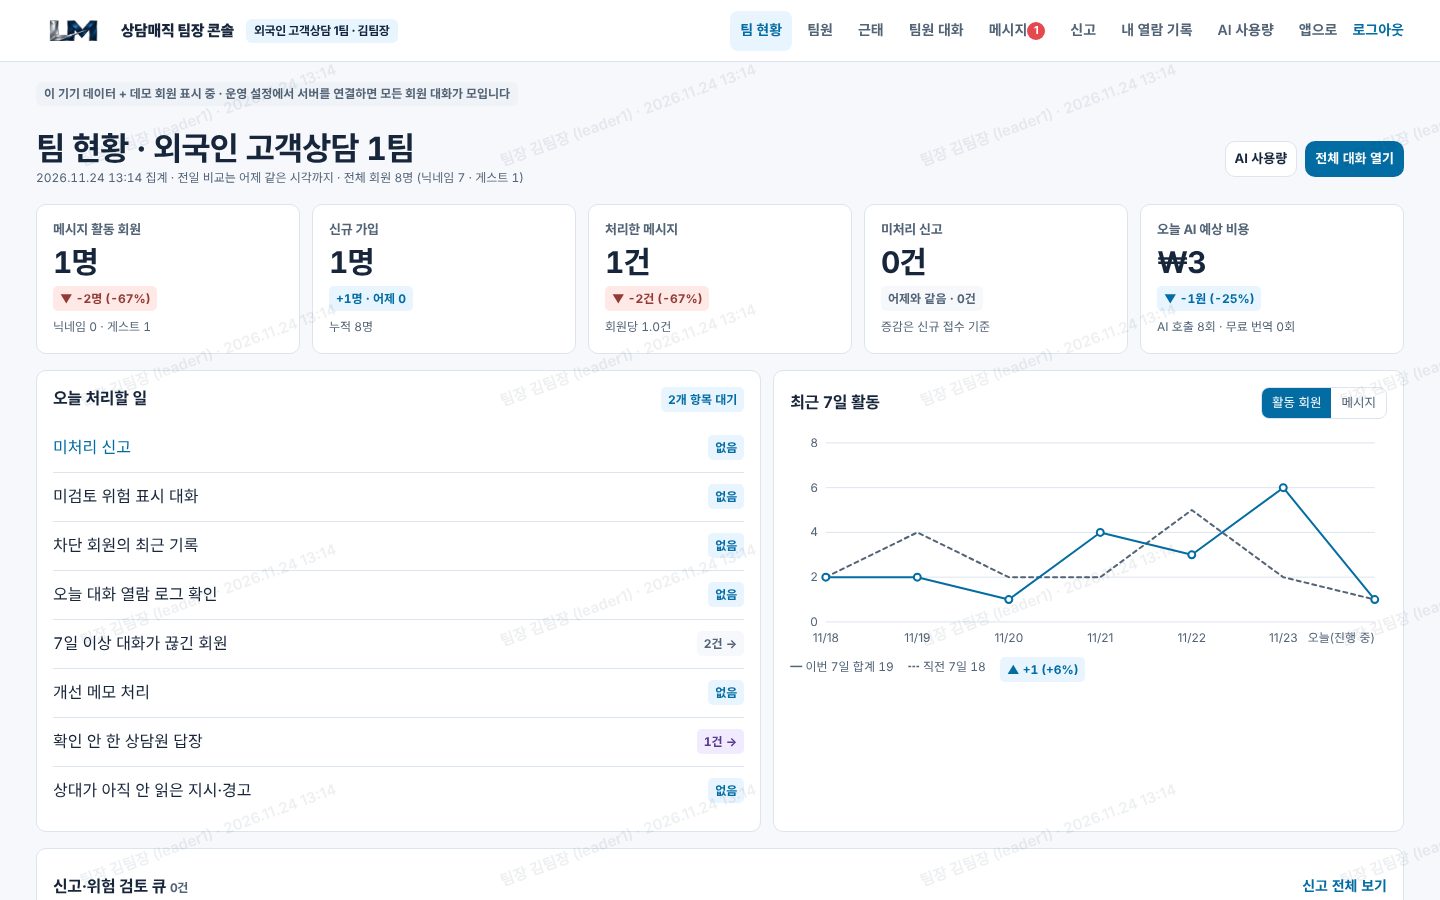 LM 상담매직 팀장 콘솔 외국인 고객상담 1팀 · 김팀장 팀 현황 팀원 근태 팀원 대화 메시지 1 신고 내 열람 기록 AI 사용량 앱으로 로그아웃
이 기기 데이터 + 데모 회원 표시 중 · 운영 설정에서 서버를 연결하면 모든 회원 대화가 모입니다
팀 현황 · 외국인 고객상담 1팀
2026.11.24 13:14 집계 · 전일 비교는 어제 같은 시각까지 · 전체 회원 8명 (닉네임 7 · 게스트 1)
AI 사용량 전체 대화 열기
메시지 활동 회원
1명
▼ -2명 (-67%)
닉네임 0 · 게스트 1
신규 가입
1명
+1명 · 어제 0
누적 8명
처리한 메시지
1건
▼ -2건 (-67%)
회원당 1.0건
미처리 신고
0건
어제와 같음 · 0건
증감은 신규 접수 기준
오늘 AI 예상 비용
₩3
▼ -1원 (-25%)
AI 호출 8회 · 무료 번역 0회
오늘 처리할 일 2개 항목 대기
미처리 신고 없음
미검토 위험 표시 대화 없음
차단 회원의 최근 기록 없음
오늘 대화 열람 로그 확인 없음
7일 이상 대화가 끊긴 회원 2건 →
개선 메모 처리 없음
확인 안 한 상담원 답장 1건 →
상대가 아직 안 읽은 지시·경고 없음
최근 7일 활동 활동 회원 메시지
8
6
4
2
0
11/18 11/19 11/20 11/21 11/22 11/23 오늘(진행 중)
— 이번 7일 합계 19 --- 직전 7일 18 ▲ +1 (+6%)
신고·위험 검토 큐 0건 신고 전체 보기
팀장 김팀장 (leader1) · 2026.11.24 13:14